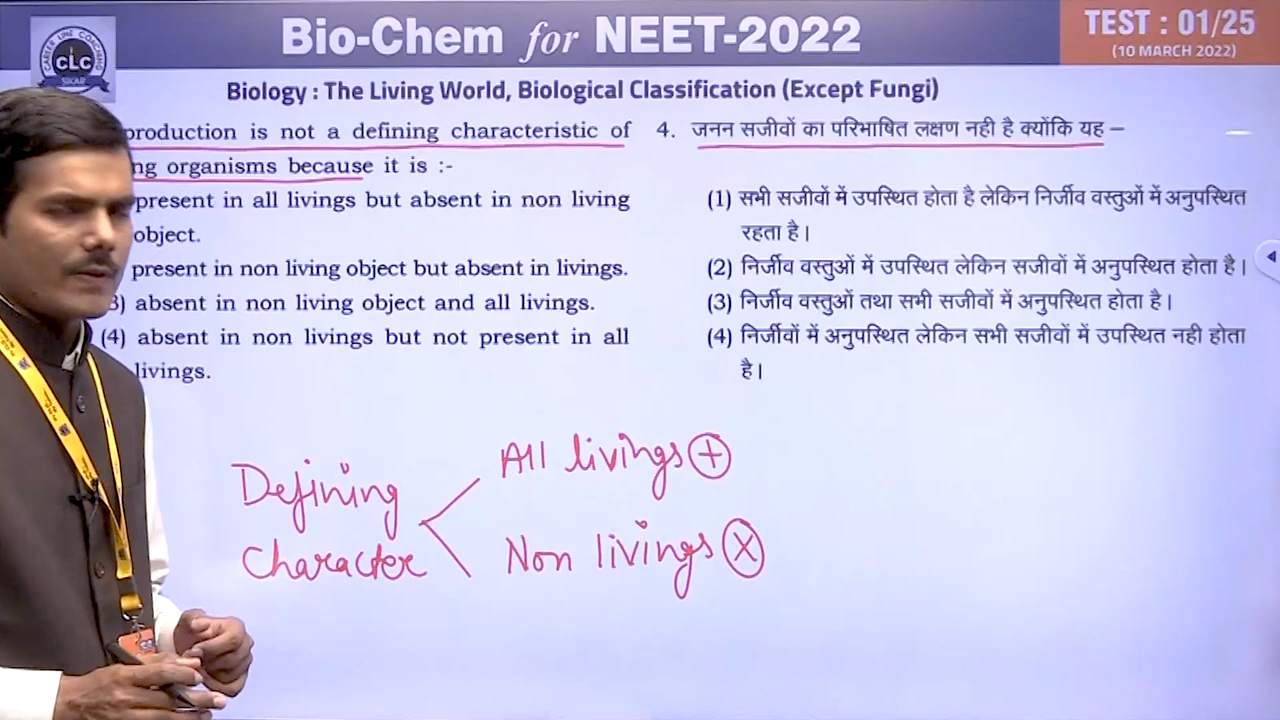 Bio-Chem for NEET-2022
TEST : 01/25
(10 MARCH 2022)
CAREER LINE COACHING
CLC
SIKAR
Biology : The Living World, Biological Classification (Except Fungi)
production is not a defining characteristic of
ng organisms because it is :-
present in all livings but absent in non living
object.
present in non living object but absent in livings.
3) absent in non living object and all livings.
(4) absent in non livings but not present in all
livings.
4. जनन सजीवों का परिभाषित लक्षण नही है क्योंकि यह –
(1) सभी सजीवों में उपस्थित होता है लेकिन निर्जीव वस्तुओं में अनुपस्थित
रहता है।
(2) निर्जीव वस्तुओं में उपस्थित लेकिन सजीवों में अनुपस्थित होता है।
(3) निर्जीव वस्तुओं तथा सभी सजीवों में अनुपस्थित होता है।
(4) निर्जीवों में अनुपस्थित लेकिन सभी सजीवों में उपस्थित नही होता
है।
Defining
Character
All livings +
Non livings X